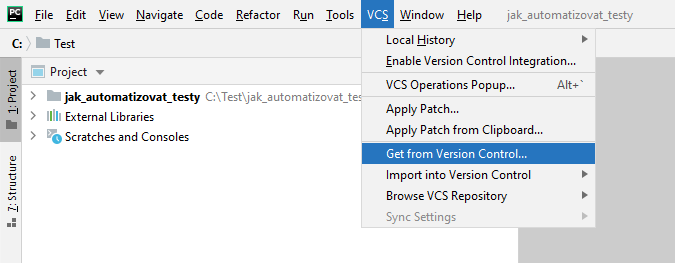 PC File Edit View Navigate Code Refactor Run Tools VCS Window Help jak_automatizovat_testy
C: Test
Project
1: Project
7: Structure
jak_automatizovat_testy C:\Test\jak_automatizovat_tes
External Libraries
Scratches and Consoles
Local History
Enable Version Control Integration...
VCS Operations Popup... Alt+`
Apply Patch...
Apply Patch from Clipboard...
Get from Version Control...
Import into Version Control
Browse VCS Repository
Sync Settings